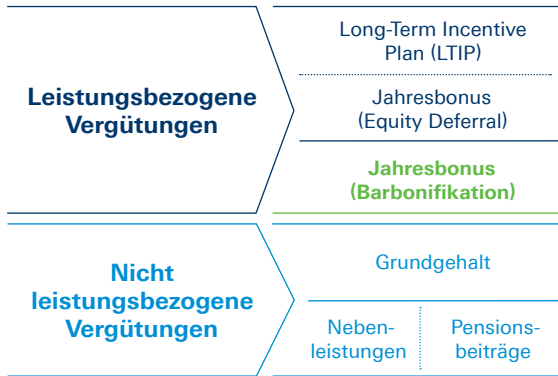 Leistungsbezogene
Vergütungen
Long-Term Incentive
Plan (LTIP)
Jahresbonus
(Equity Deferral)
Jahresbonus
(Barbonifikation)
Nicht
leistungsbezogene
Vergütungen
Grundgehalt
Neben-
leistungen
Pensions-
beiträge